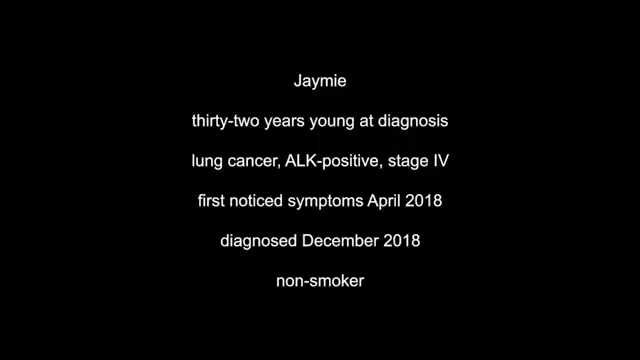 Jaymie
thirty-two years young at diagnosis
lung cancer, ALK-positive, stage IV
first noticed symptoms April 2018
diagnosed December 2018
non-smoker